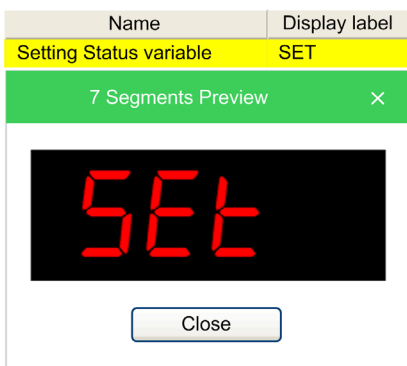 Name Display label
Setting Status variable SET
7 Segments Preview ×
SEt
Close